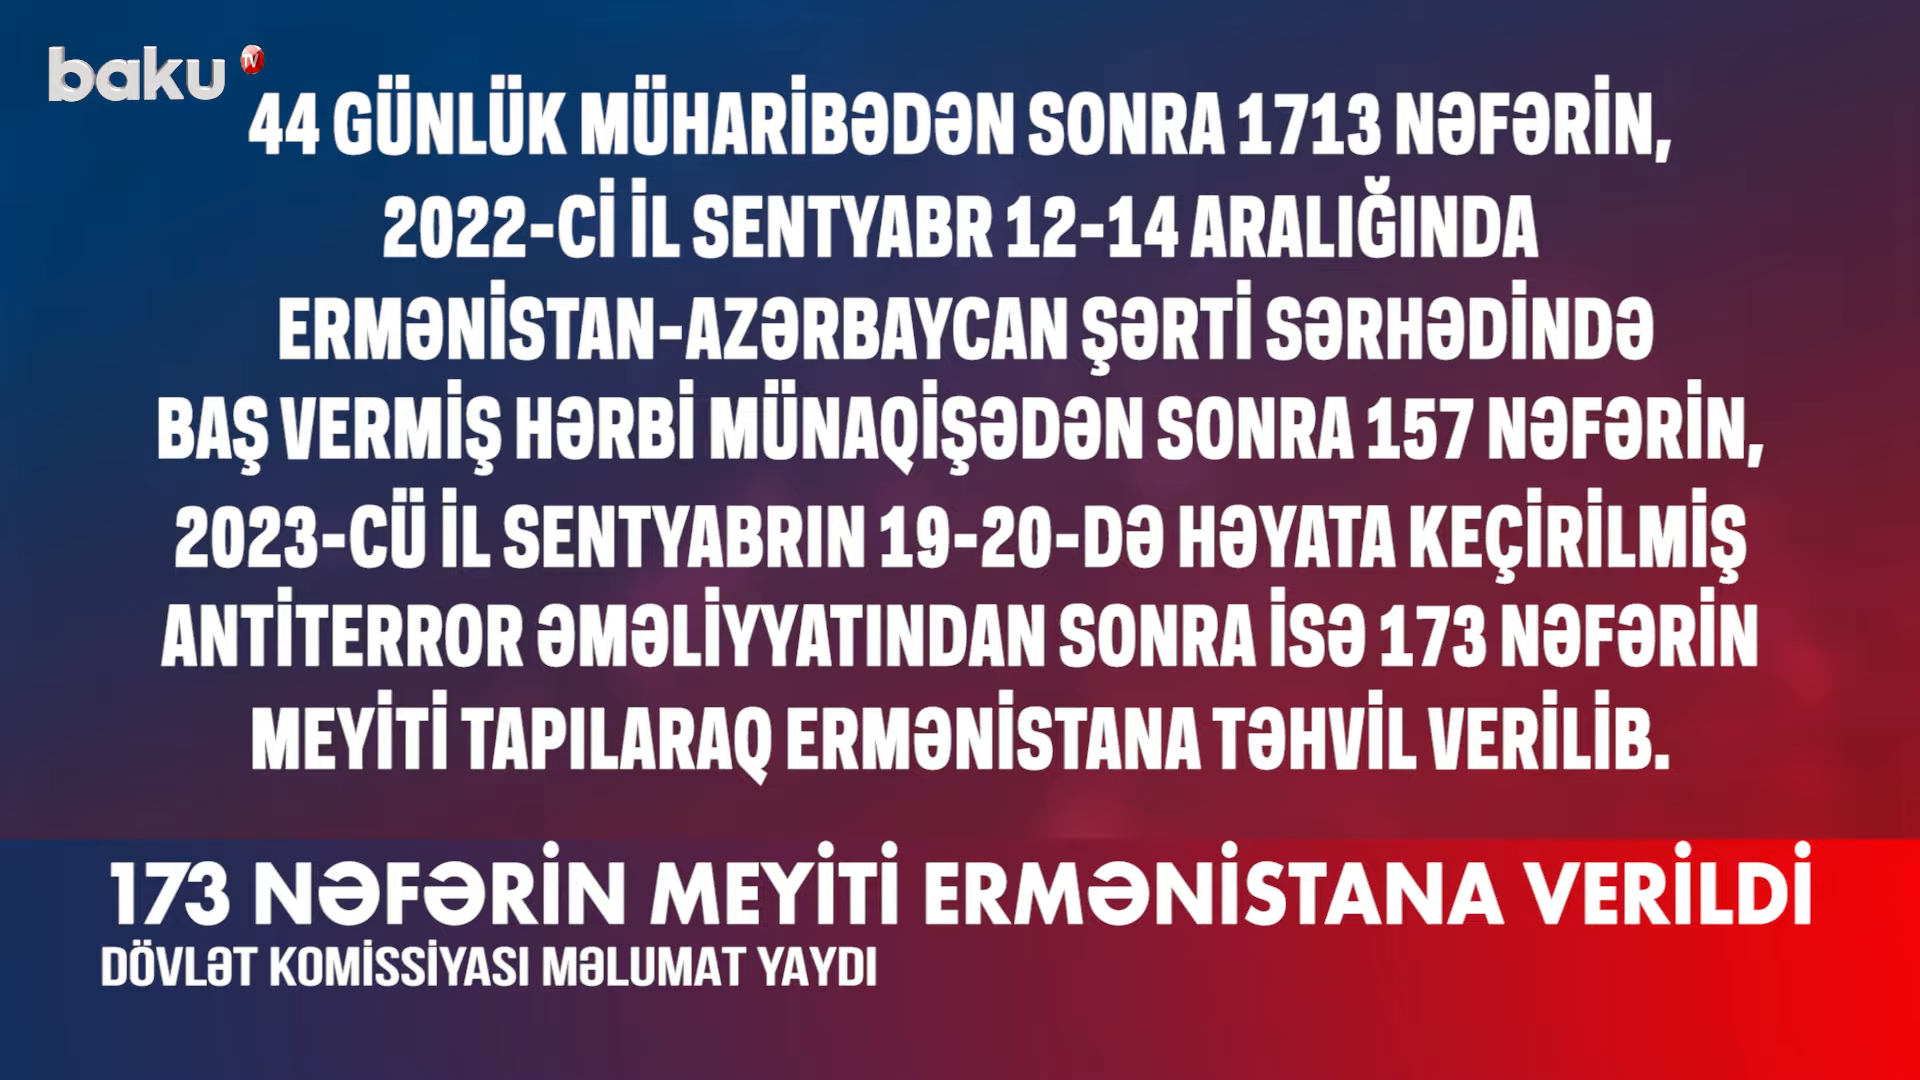 baku TV
44 GÜNLÜK MÜHARİBƏDƏN SONRA 1713 NƏFƏRİN,
2022-Cİ İL SENTYABR 12-14 ARALIĞINDA
ERMƏNİSTAN-AZƏRBAYCAN ŞƏRTİ SƏRHƏDİNDƏ
BAŞ VERMİŞ HƏRBİ MÜNAQİŞƏDƏN SONRA 157 NƏFƏRİN,
2023-CÜ İL SENTYABRIN 19-20-DƏ HƏYATA KEÇİRİLMİŞ
ANTİTERROR ƏMƏLİYYATINDAN SONRA İSƏ 173 NƏFƏRİN
MEYİTİ TAPILARAQ ERMƏNİSTANA TƏHVİL VERİLİB.
173 NƏFƏRİN MEYİTİ ERMƏNİSTANA VERİLDİ
DÖVLƏT KOMİSSİYASI MƏLUMAT YAYDI